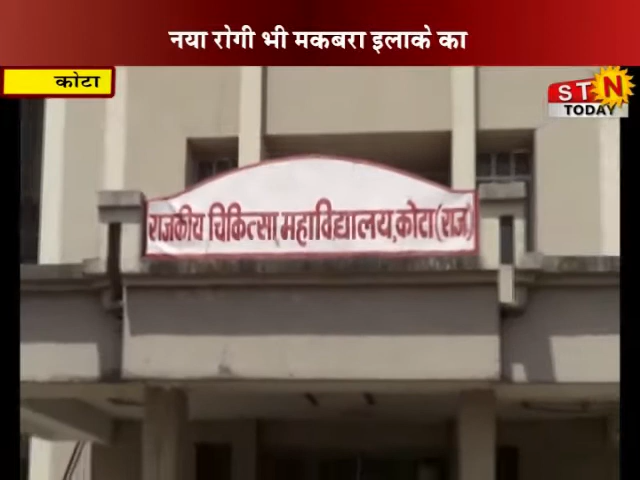 नया रोगी भी मकबरा इलाके का
कोटा
STN
TODAY
राजकीय चिकित्सा महाविद्यालय,कोटा(राज.)